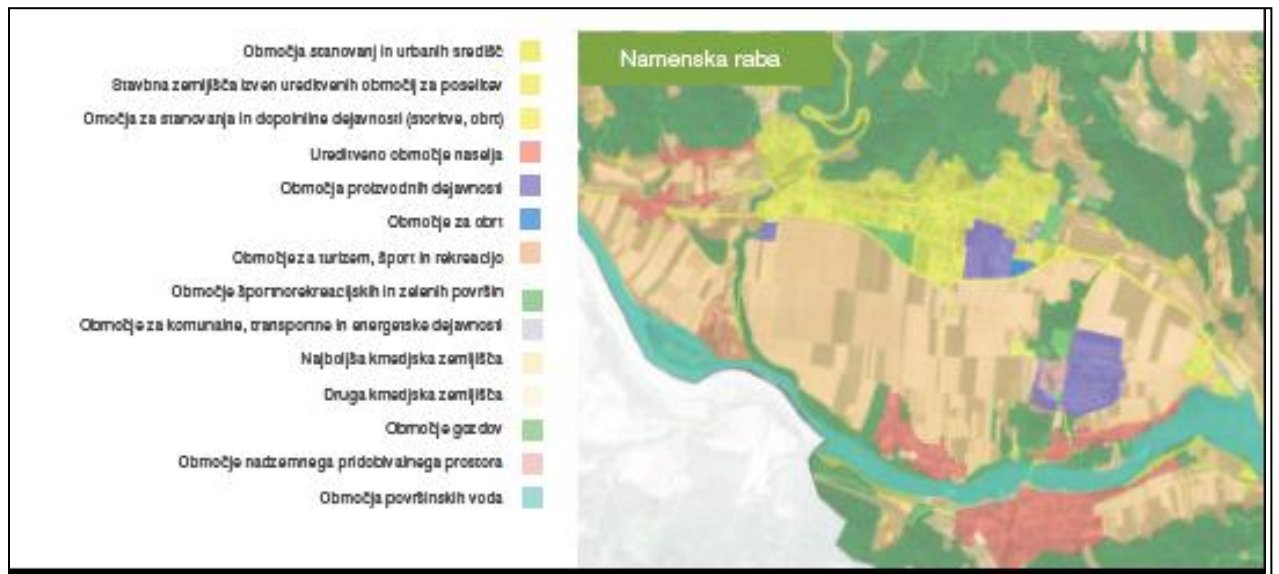 Območja stanovanj in urbanih središč
Stavbna zemljišča izven ureditvenih območij za poselitev
Omočja za stanovanja in dopolnilne dejavnosti (storitve, obrt)
Ureditveno območje naselja
Območja proizvodnih dejavnosti
Območje za obrt
Območje za turizem, šport in rekreacijo
Območje športnorekreacijskih in zelenih površin
Območje za komunalne, transportne in energetske dejavnosti
Najboljša kmetijska zemljišča
Druga kmetijska zemljišča
Območje gozdov
Območje nadzemnega pridobivalnega prostora
Območja površinskih voda
Namenska raba